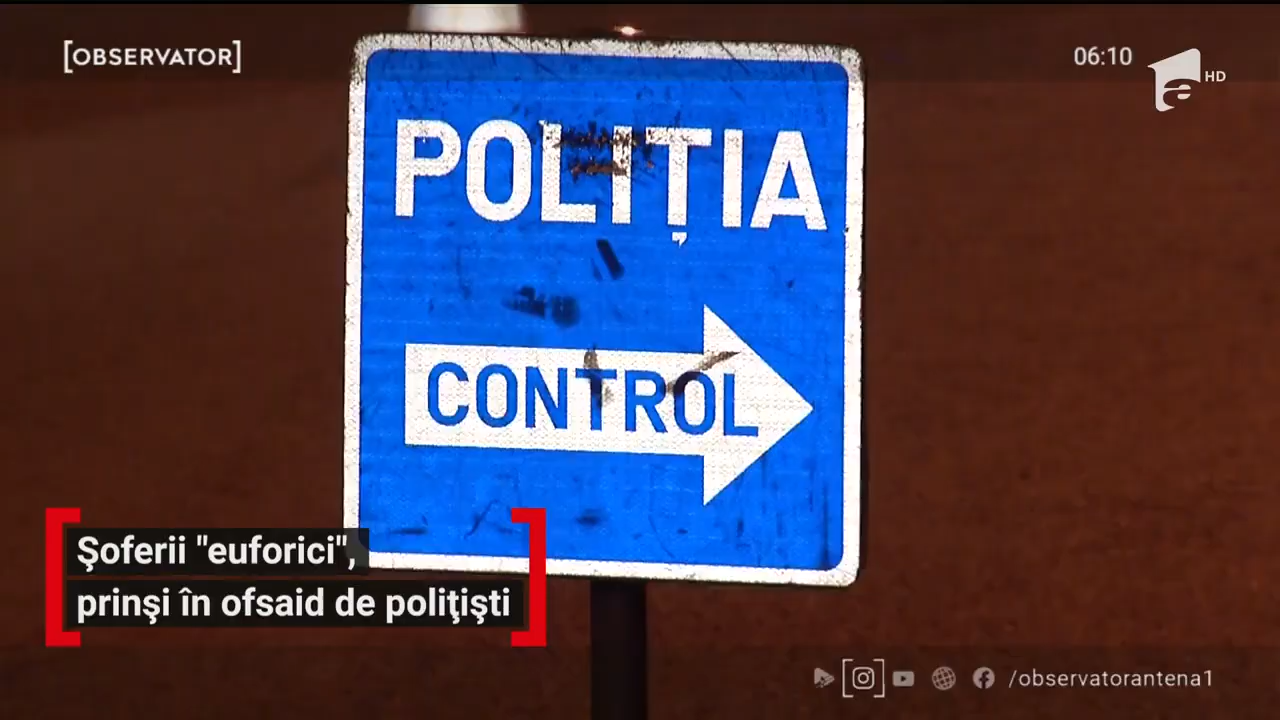 [OBSERVATOR]
06:10
HD
POLIȚIA
CONTROL
Şoferii "euforici",
prinşi în ofsaid de poliţişti
/observatorantena1